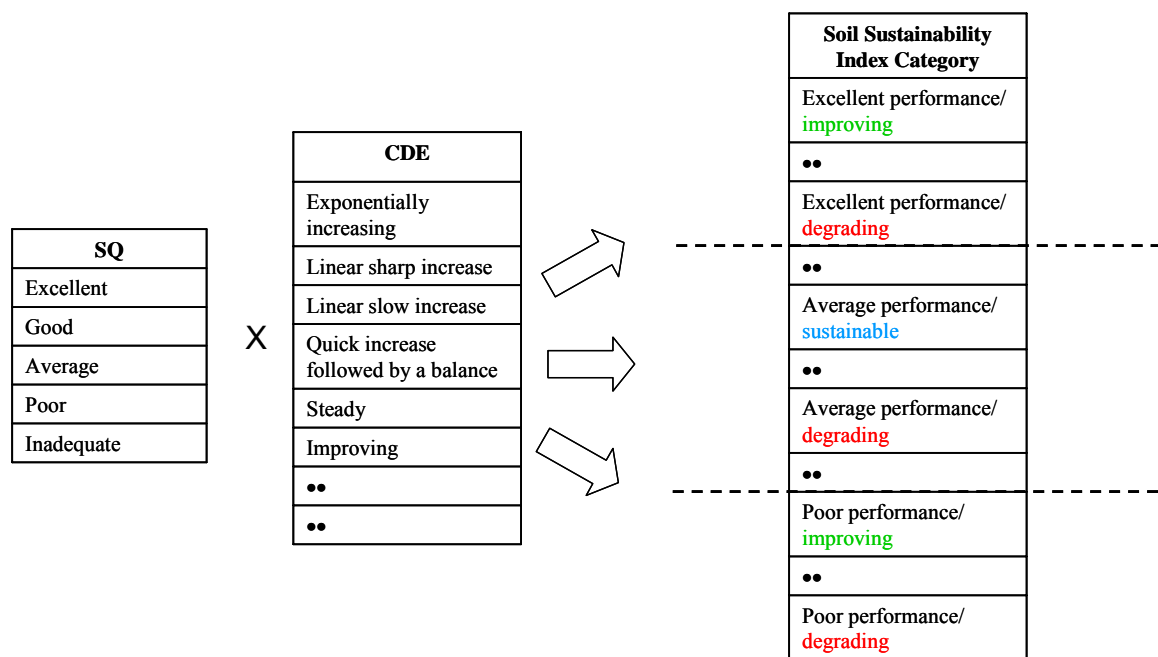 SQ
Excellent
Good
Average
Poor
Inadequate
X
CDE
Exponentially
increasing
Linear sharp increase
Linear slow increase
Quick increase
followed by a balance
Steady
Improving
••
••
Soil Sustainability
Index Category
Excellent performance/
improving
••
Excellent performance/
degrading
••
Average performance/
sustainable
••
Average performance/
degrading
••
Poor performance/
improving
••
Poor performance/
degrading